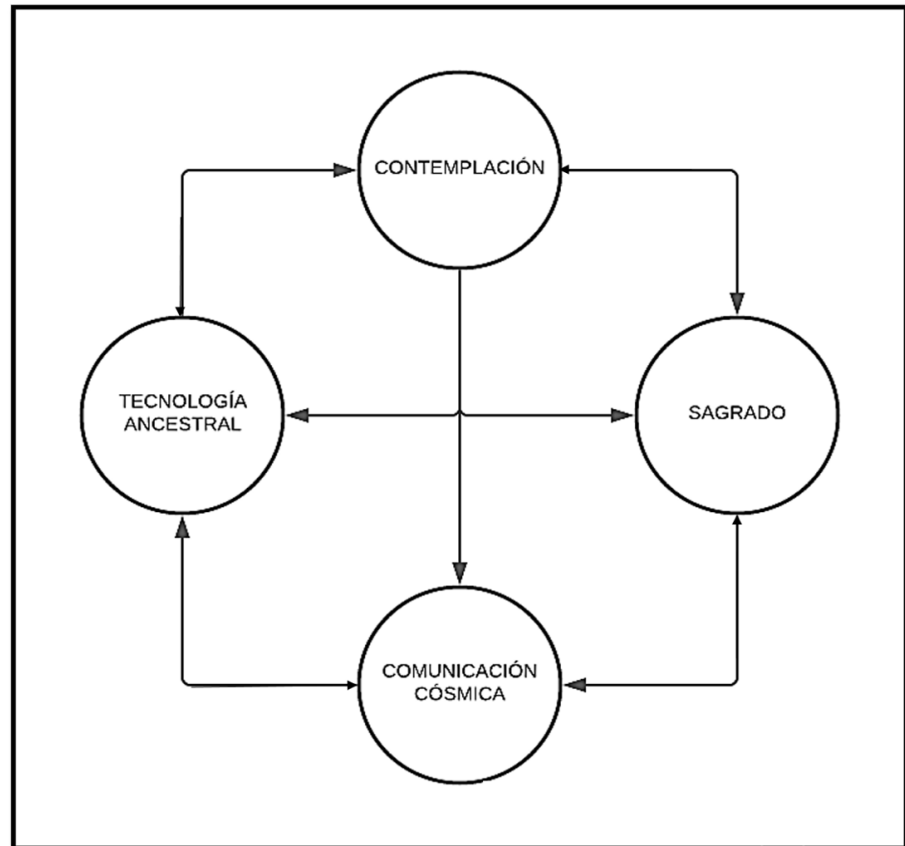 CONTEMPLACIÓN
TECNOLOGÍA
ANCESTRAL
SAGRADO
COMUNICACIÓN
CÓSMICA